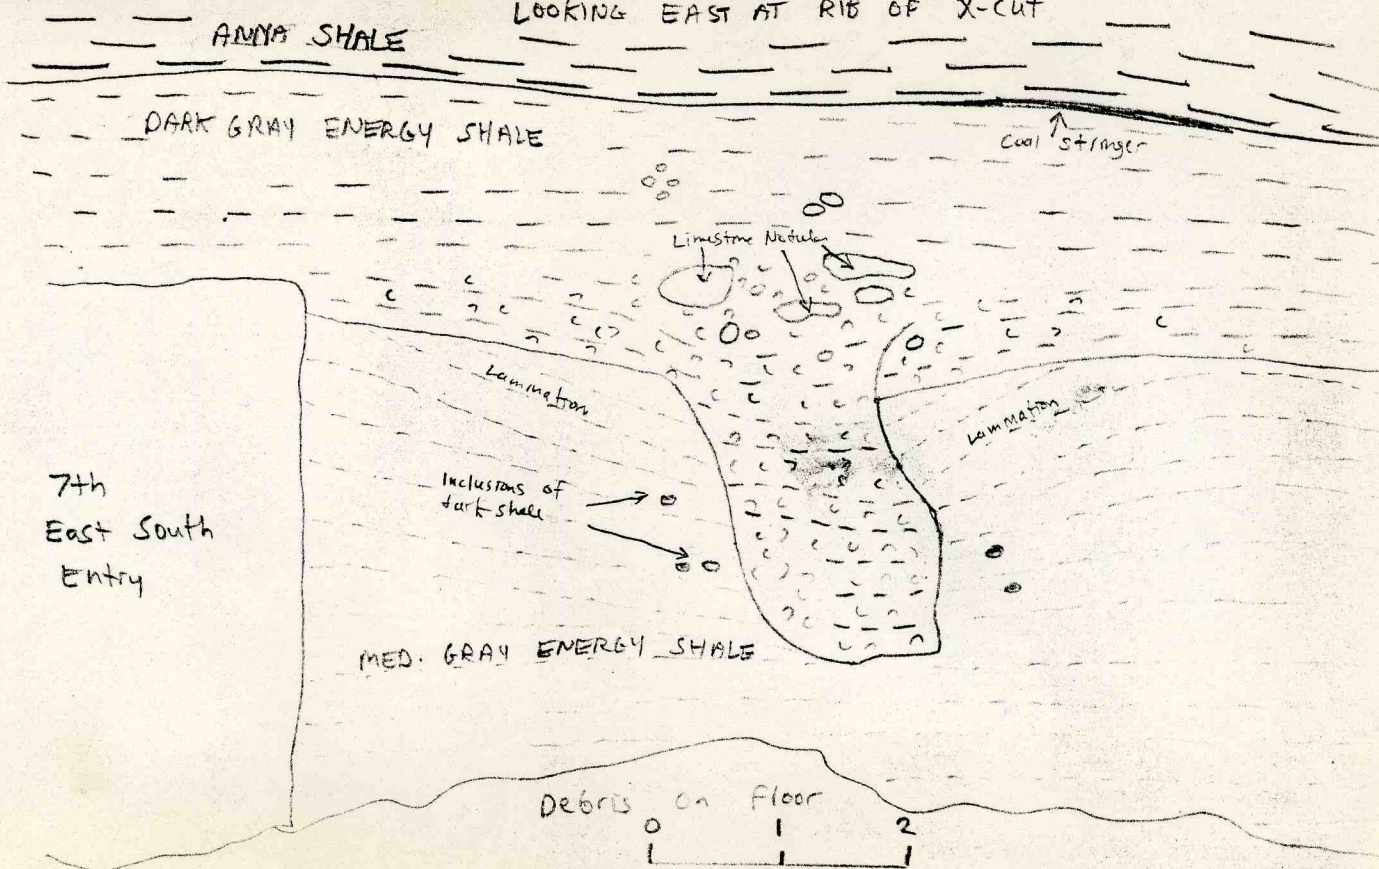 LOOKING EAST AT RIB OF X-CUT
ANNA SHALE
DARK GRAY ENERGY SHALE
Coal Stringer
Limestone Nodules
Lamination
Lammation
Inclusions of
dark shale
7th
East South
Entry
MED. GRAY ENERGY SHALE
Debris on Floor
0 1 2